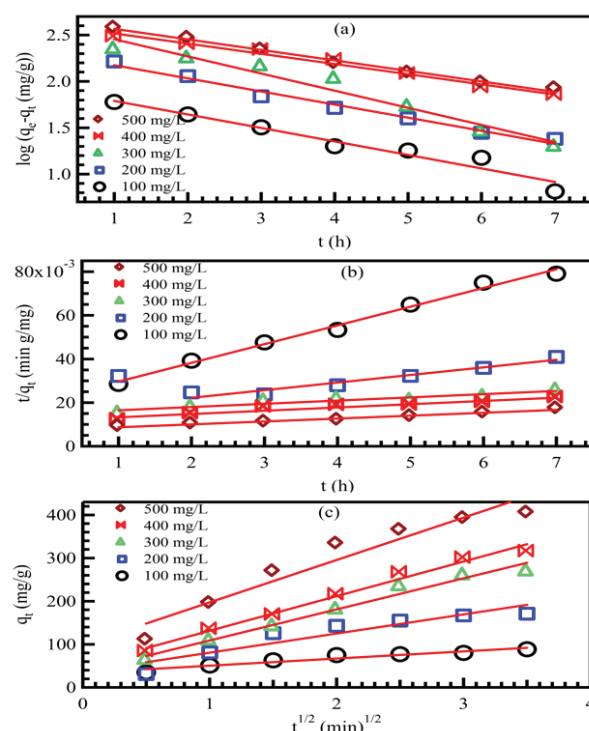 (a)
2.5
2.0
1.5
1.0
log (qe-qt (mg/g))
500 mg/L
400 mg/L
300 mg/L
200 mg/L
100 mg/L
1 2 3 4 5 6 7
t (h)
(b)
80x10-3
60
40
20
0
t/qt (min g/mg)
500 mg/L
400 mg/L
300 mg/L
200 mg/L
100 mg/L
1 2 3 4 5 6 7
t (h)
(c)
400
300
200
100
0
qt (mg/g)
500 mg/L
400 mg/L
300 mg/L
200 mg/L
100 mg/L
0 1 2 3 4
t1/2 (min)1/2